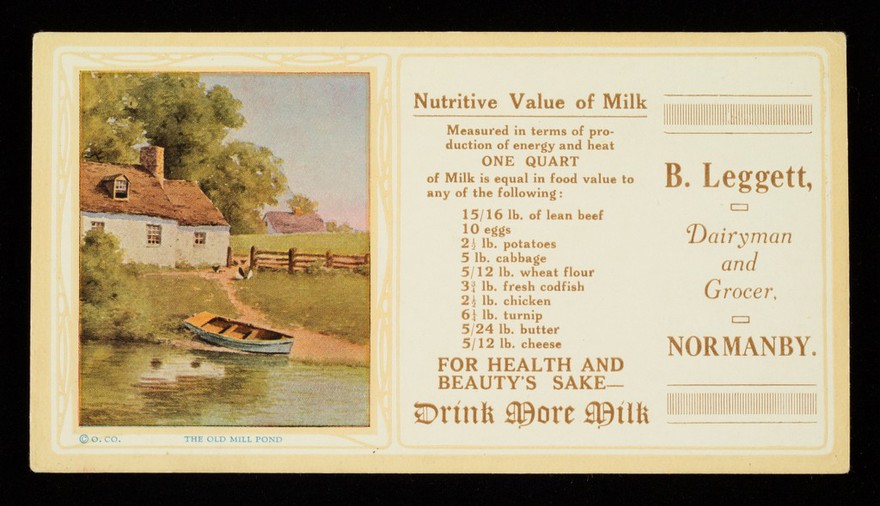 Nutritive Value of Milk
Measured in terms of pro-
duction of energy and heat
ONE QUART
of Milk is equal in food value to
any of the following:
15/16 lb. of lean beef
10 eggs
2½ lb. potatoes
5 lb. cabbage
5/12 lb. wheat flour
3¾ lb. fresh codfish
2½ lb. chicken
6¼ lb. turnip
5/24 lb. butter
5/12 lb. cheese
FOR HEALTH AND
BEAUTY'S SAKE—
Drink More Milk
B. Leggett,
Dairyman
and
Grocer,
NORMANBY.
© O. CO. THE OLD MILL POND